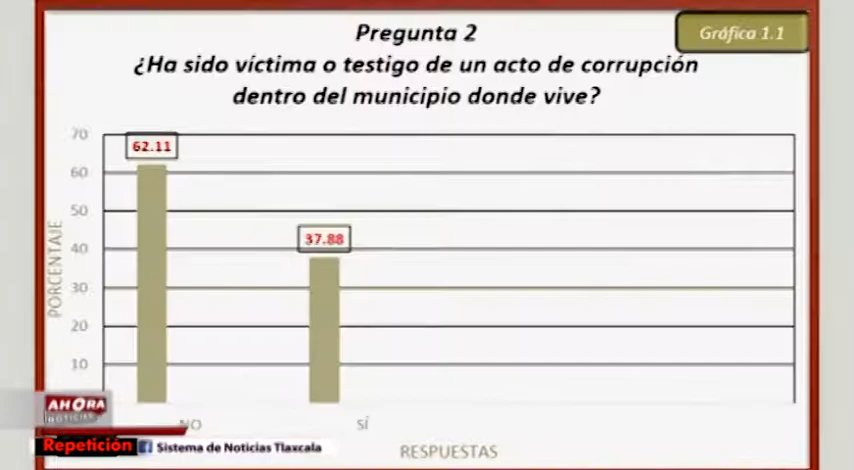 Pregunta 2
Gráfica 1.1
¿Ha sido víctima o testigo de un acto de corrupción
dentro del municipio donde vive?
70
62.11
60
50
37.88
40
PORCENTAJE
30
20
10
AHORA
NOTICIAS
NO
SÍ
Repetición
Sistema de Noticias Tlaxcala
RESPUESTAS